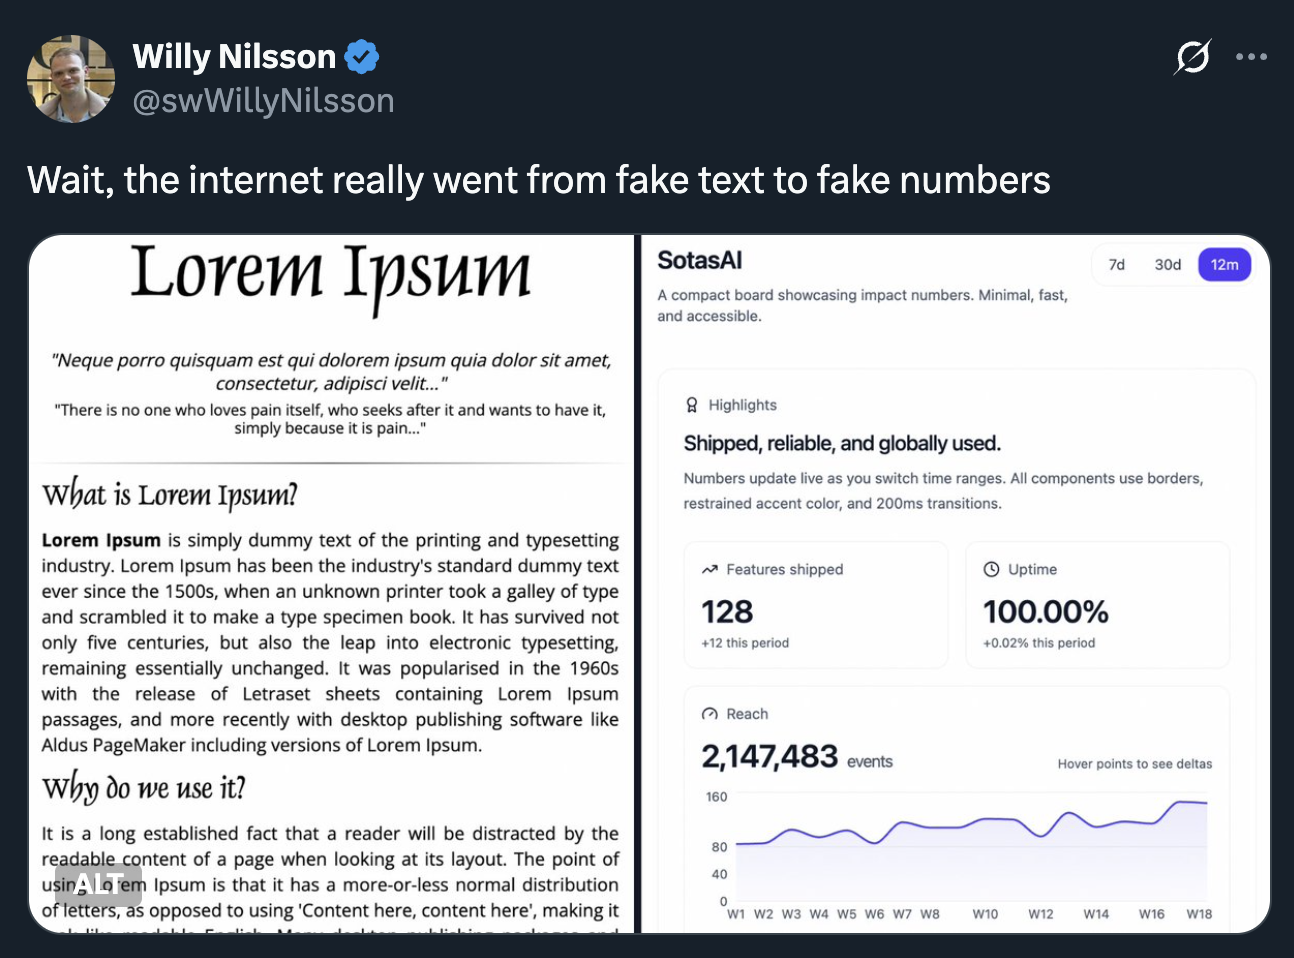 Willy Nilsson
@swWillyNilsson
Wait, the internet really went from fake text to fake numbers
Lorem Ipsum
"Neque porro quisquam est qui dolorem ipsum quia dolor sit amet,
consectetur, adipisci velit..."
"There is no one who loves pain itself, who seeks after it and wants to have it,
simply because it is pain..."
What is Lorem Ipsum?
Lorem Ipsum is simply dummy text of the printing and typesetting
industry. Lorem Ipsum has been the industry's standard dummy text
ever since the 1500s, when an unknown printer took a galley of type
and scrambled it to make a type specimen book. It has survived not
only five centuries, but also the leap into electronic typesetting,
remaining essentially unchanged. It was popularised in the 1960s
with the release of Letraset sheets containing Lorem Ipsum
passages, and more recently with desktop publishing software like
Aldus PageMaker including versions of Lorem Ipsum.
Why do we use it?
It is a long established fact that a reader will be distracted by the
readable content of a page when looking at its layout. The point of
using Lorem Ipsum is that it has a more-or-less normal distribution
of letters, as opposed to using 'Content here, content here', making it
ALT
SotasAI
7d 30d 12m
A compact board showcasing impact numbers. Minimal, fast,
and accessible.
Highlights
Shipped, reliable, and globally used.
Numbers update live as you switch time ranges. All components use borders,
restrained accent color, and 200ms transitions.
Features shipped
128
+12 this period
Uptime
100.00%
+0.02% this period
Reach
2,147,483 events
Hover points to see deltas
160
80
40
0
W1 W2 W3 W4 W5 W6 W7 W8 W10 W12 W14 W16 W18